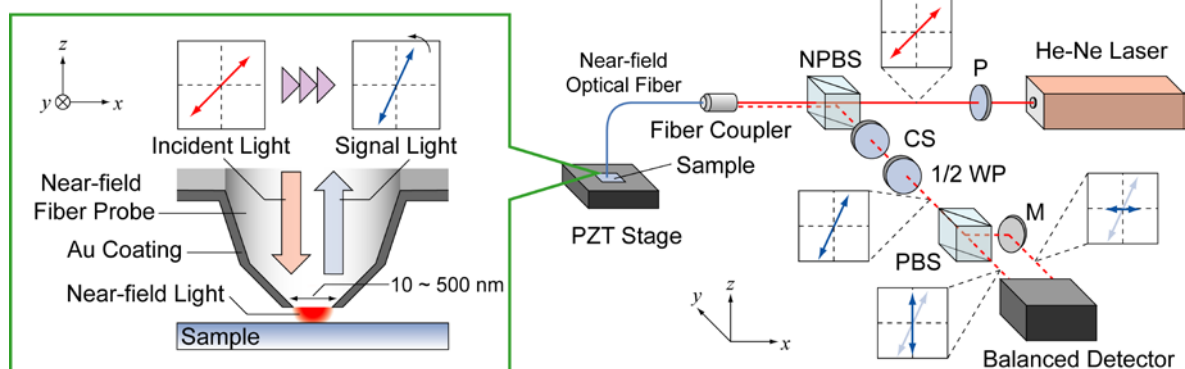 z
y
x
Incident Light
Signal Light
Near-field
Fiber Probe
Au Coating
Near-field Light
10 ~ 500 nm
Sample
Near-field
Optical Fiber
Fiber Coupler
NPBS
P
He-Ne Laser
CS
1/2 WP
Sample
PZT Stage
M
PBS
z
y
x
Balanced Detector